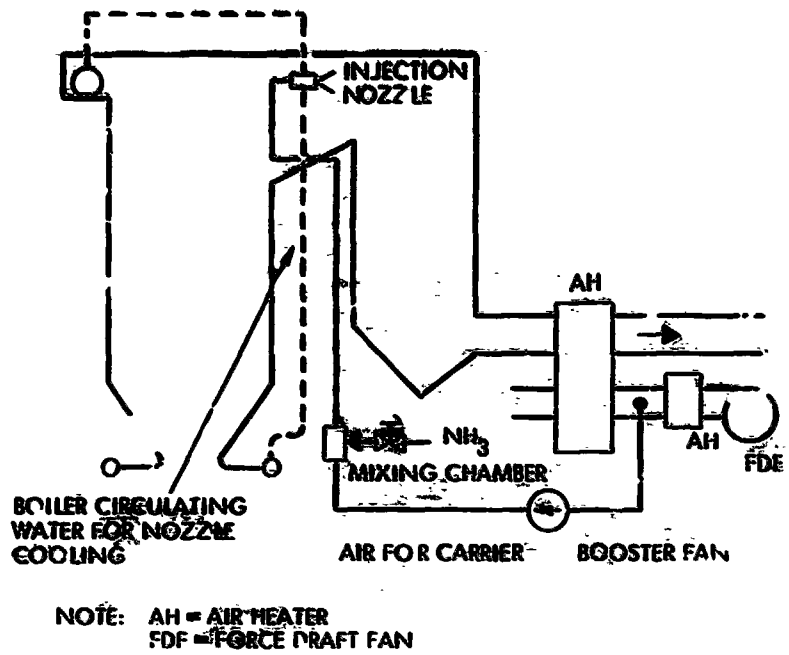 INJECTION
NOZZLE
AH
NH3
AH
FDF
MIXING CHAMBER
BOILER CIRCULATING
WATER FOR NOZZLE
COOLING
AIR FOR CARRIER
BOOSTER FAN
NOTE: AH = AIR HEATER
FDF = FORCE DRAFT FAN